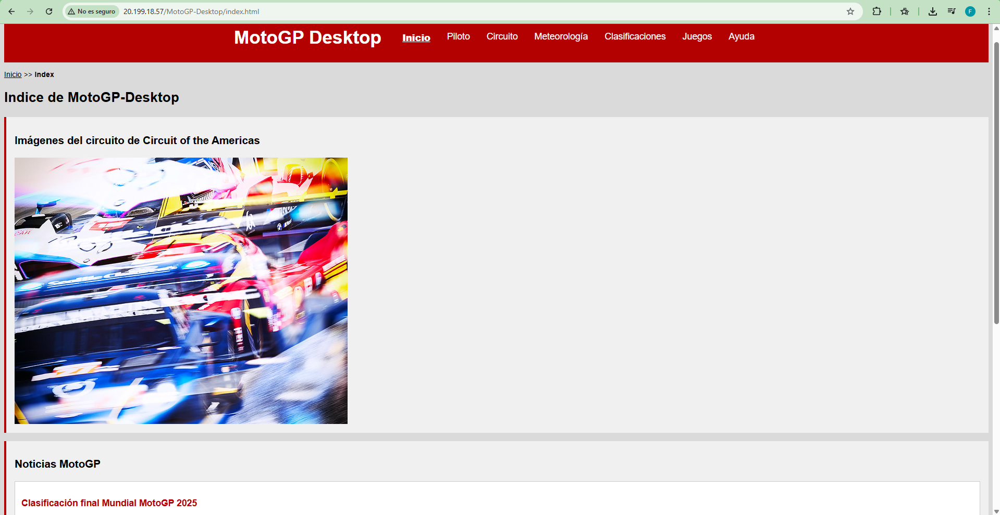 No es seguro 20.199.18.57/MotoGP-Desktop/index.html F
MotoGP Desktop Inicio Piloto Circuito Meteorología Clasificaciones Juegos Ayuda
Inicio >> Index
Indice de MotoGP-Desktop
Imágenes del circuito de Circuit of the Americas
Noticias MotoGP
Clasificación final Mundial MotoGP 2025